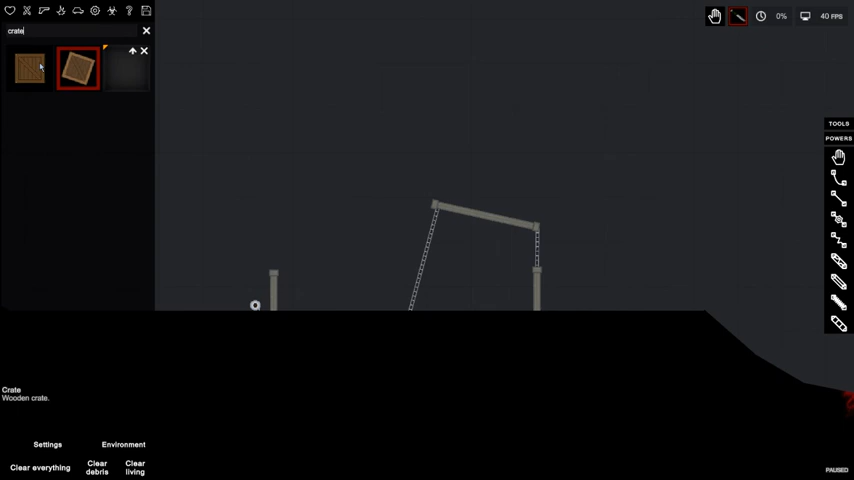 crate
0%
40 FPS
TOOLS
POWERS
Crate
Wooden crate.
Settings
Environment
Clear everything
Clear debris
Clear living
PAUSED